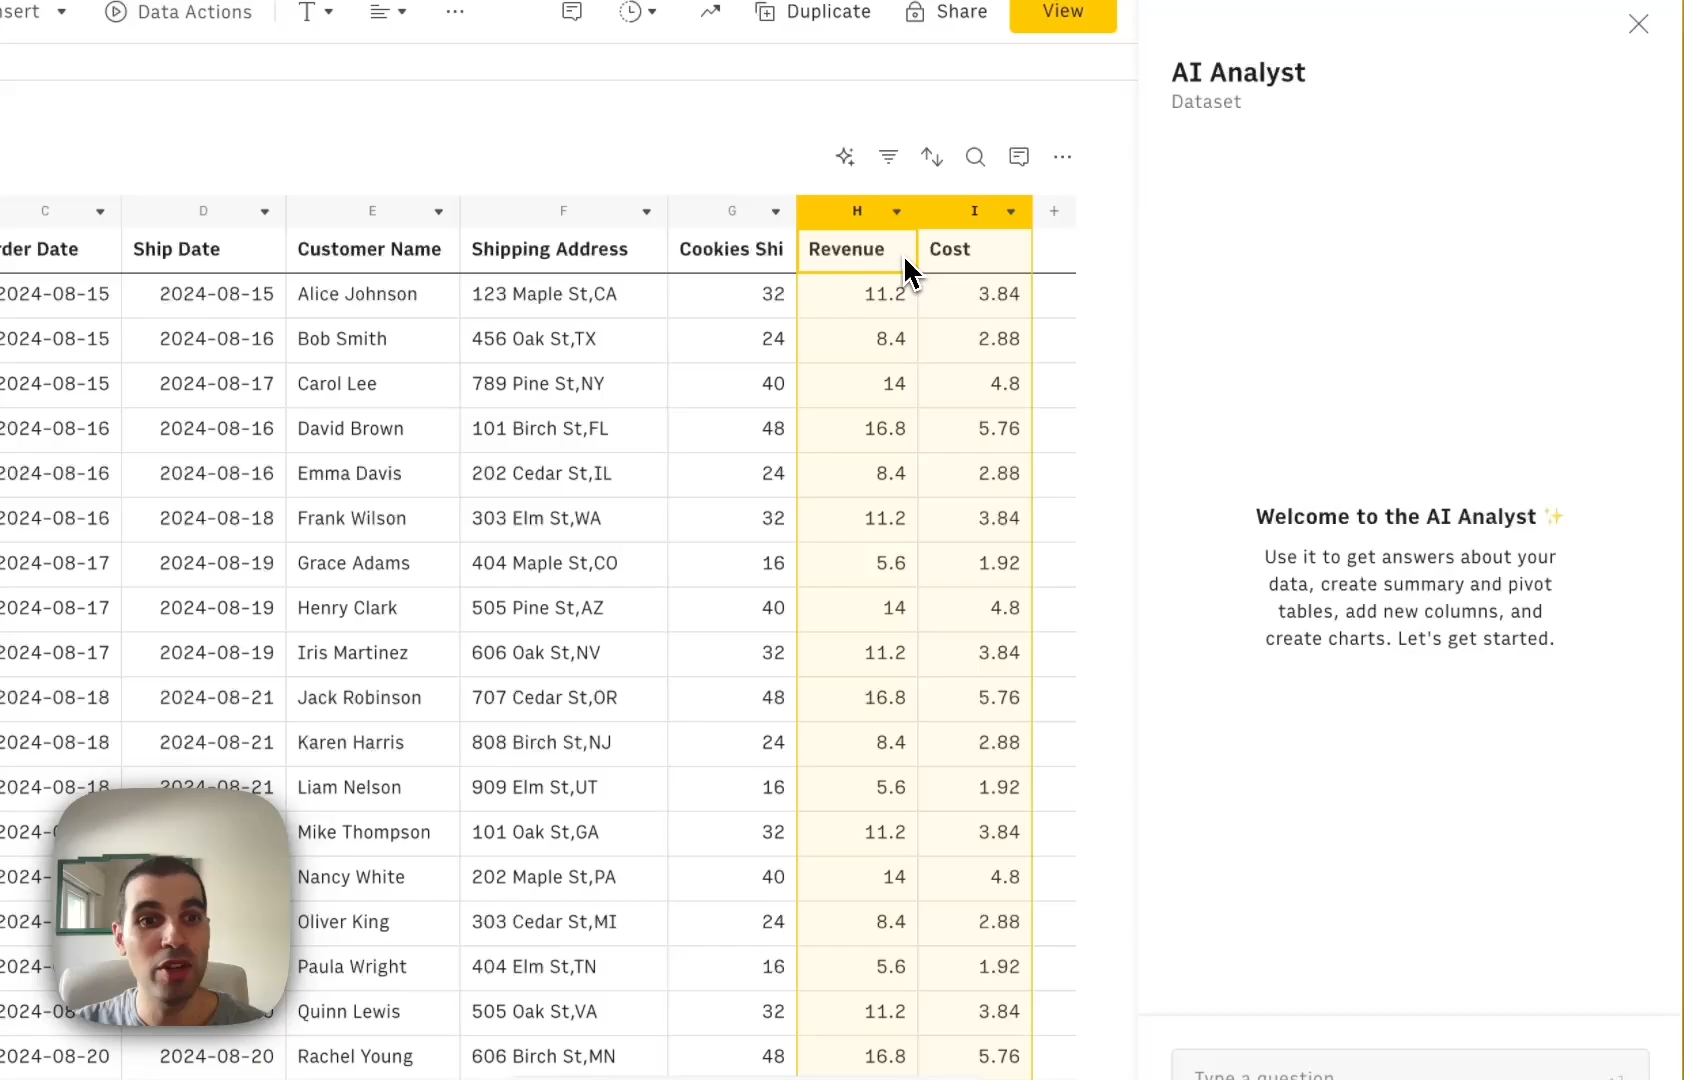 nsert Data Actions T Duplicate Share View
AI Analyst
Dataset
C D E F G H I +
rder Date Ship Date Customer Name Shipping Address Cookies Shi Revenue Cost
2024-08-15 2024-08-15 Alice Johnson 123 Maple St,CA 32 11.2 3.84
2024-08-15 2024-08-16 Bob Smith 456 Oak St,TX 24 8.4 2.88
2024-08-15 2024-08-17 Carol Lee 789 Pine St,NY 40 14 4.8
2024-08-16 2024-08-16 David Brown 101 Birch St,FL 48 16.8 5.76
2024-08-16 2024-08-16 Emma Davis 202 Cedar St,IL 24 8.4 2.88
2024-08-16 2024-08-18 Frank Wilson 303 Elm St,WA 32 11.2 3.84
2024-08-17 2024-08-19 Grace Adams 404 Maple St,CO 16 5.6 1.92
2024-08-17 2024-08-19 Henry Clark 505 Pine St,AZ 40 14 4.8
2024-08-17 2024-08-19 Iris Martinez 606 Oak St,NV 32 11.2 3.84
2024-08-18 2024-08-21 Jack Robinson 707 Cedar St,OR 48 16.8 5.76
2024-08-18 2024-08-21 Karen Harris 808 Birch St,NJ 24 8.4 2.88
2024-08-18 2024-08-21 Liam Nelson 909 Elm St,UT 16 5.6 1.92
2024- Mike Thompson 101 Oak St,GA 32 11.2 3.84
2024- Nancy White 202 Maple St,PA 40 14 4.8
2024- Oliver King 303 Cedar St,MI 24 8.4 2.88
2024- Paula Wright 404 Elm St,TN 16 5.6 1.92
2024-08 Quinn Lewis 505 Oak St,VA 32 11.2 3.84
2024-08-20 2024-08-20 Rachel Young 606 Birch St,MN 48 16.8 5.76
Welcome to the AI Analyst ✨
Use it to get answers about your
data, create summary and pivot
tables, add new columns, and
create charts. Let's get started.
Type a question